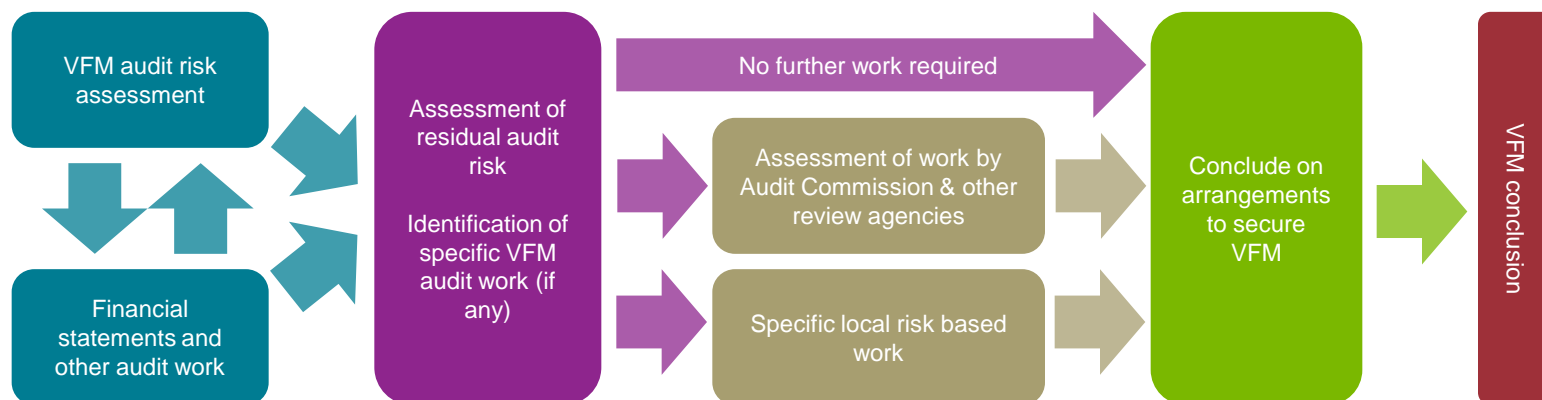 VFM audit risk
assessment
Financial
statements and
other audit work
Assessment of
residual audit
risk
Identification of
specific VFM
audit work (if
any)
No further work required
Assessment of work by
Audit Commission & other
review agencies
Specific local risk based
work
Conclude on
arrangements
to secure
VFM
VFM conclusion